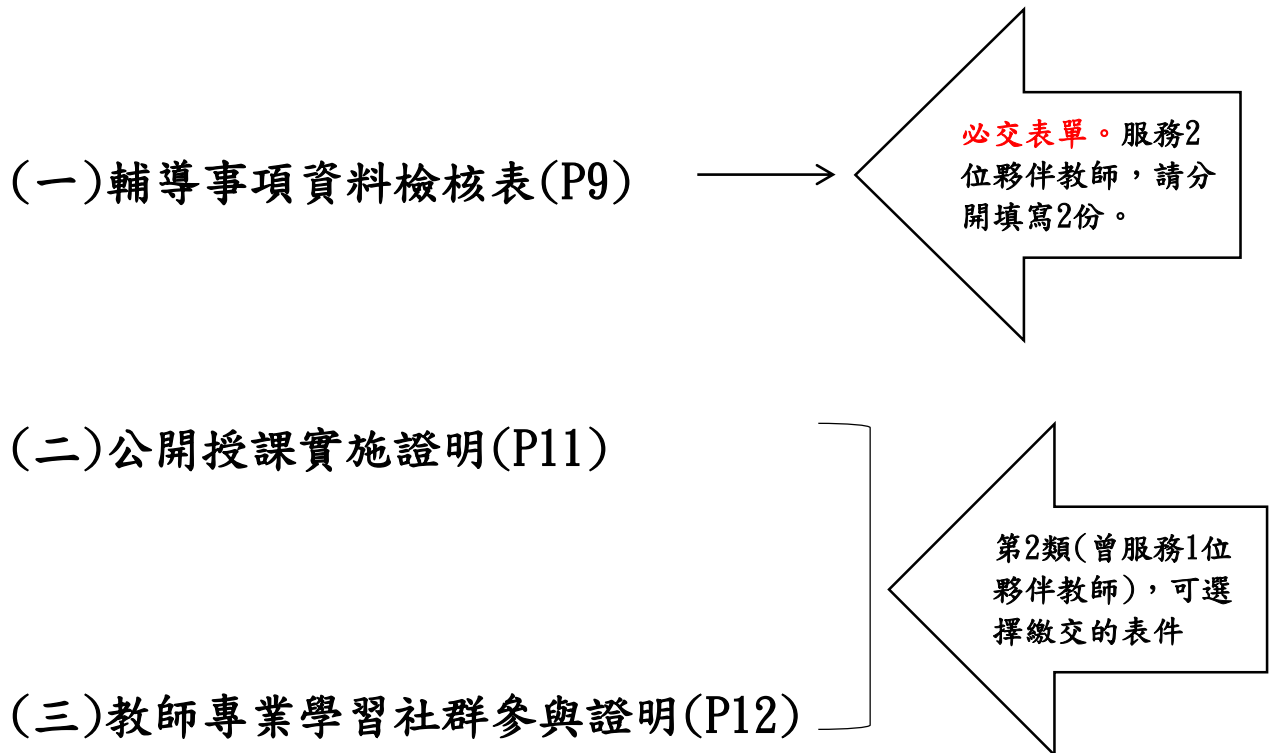 (一)輔導事項資料檢核表(P9)
必交表單。服務2
位夥伴教師，請分
開填寫2份。
(二)公開授課實施證明(P11)
第2類(曾服務1位
夥伴教師)，可選
擇繳交的表件
(三)教師專業學習社群參與證明(P12)